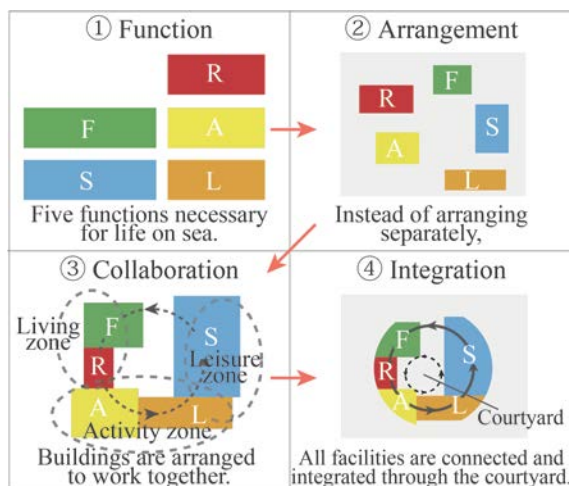 ① Function
R
F
A
S
L
Five functions necessary
for life on sea.
② Arrangement
F
R
S
A
L
Instead of arranging
separately,
③ Collaboration
Living
zone
F
S
R
Leisure
zone
A
L
Activity zone
Buildings are arranged
to work together.
④ Integration
F
S
R
A
L
Courtyard
All facilities are connected and
integrated through the courtyard.